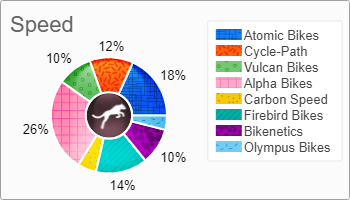 Speed
12%
10%
18%
26%
10%
14%
Atomic Bikes
Cycle-Path
Vulcan Bikes
Alpha Bikes
Carbon Speed
Firebird Bikes
Bikenetics
Olympus Bikes